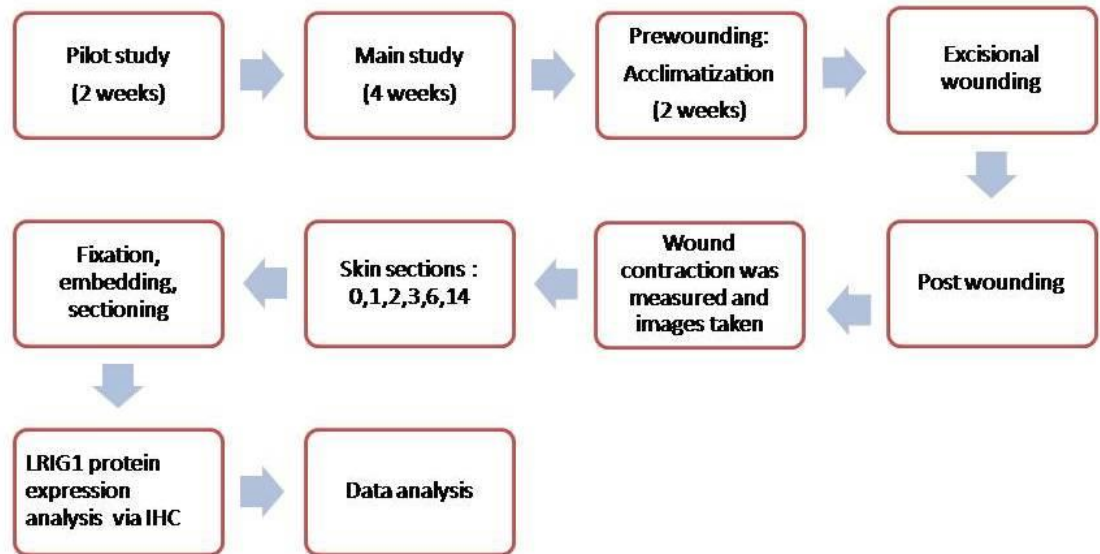 Pilot study
(2 weeks)
Main study
(4 weeks)
Prewounding:
Acclimatization
(2 weeks)
Excisional
wounding
Post wounding
Wound
contraction was
measured and
images taken
Skin sections :
0,1,2,3,6,14
Fixation,
embedding,
sectioning
LRIG1 protein
expression
analysis via IHC
Data analysis